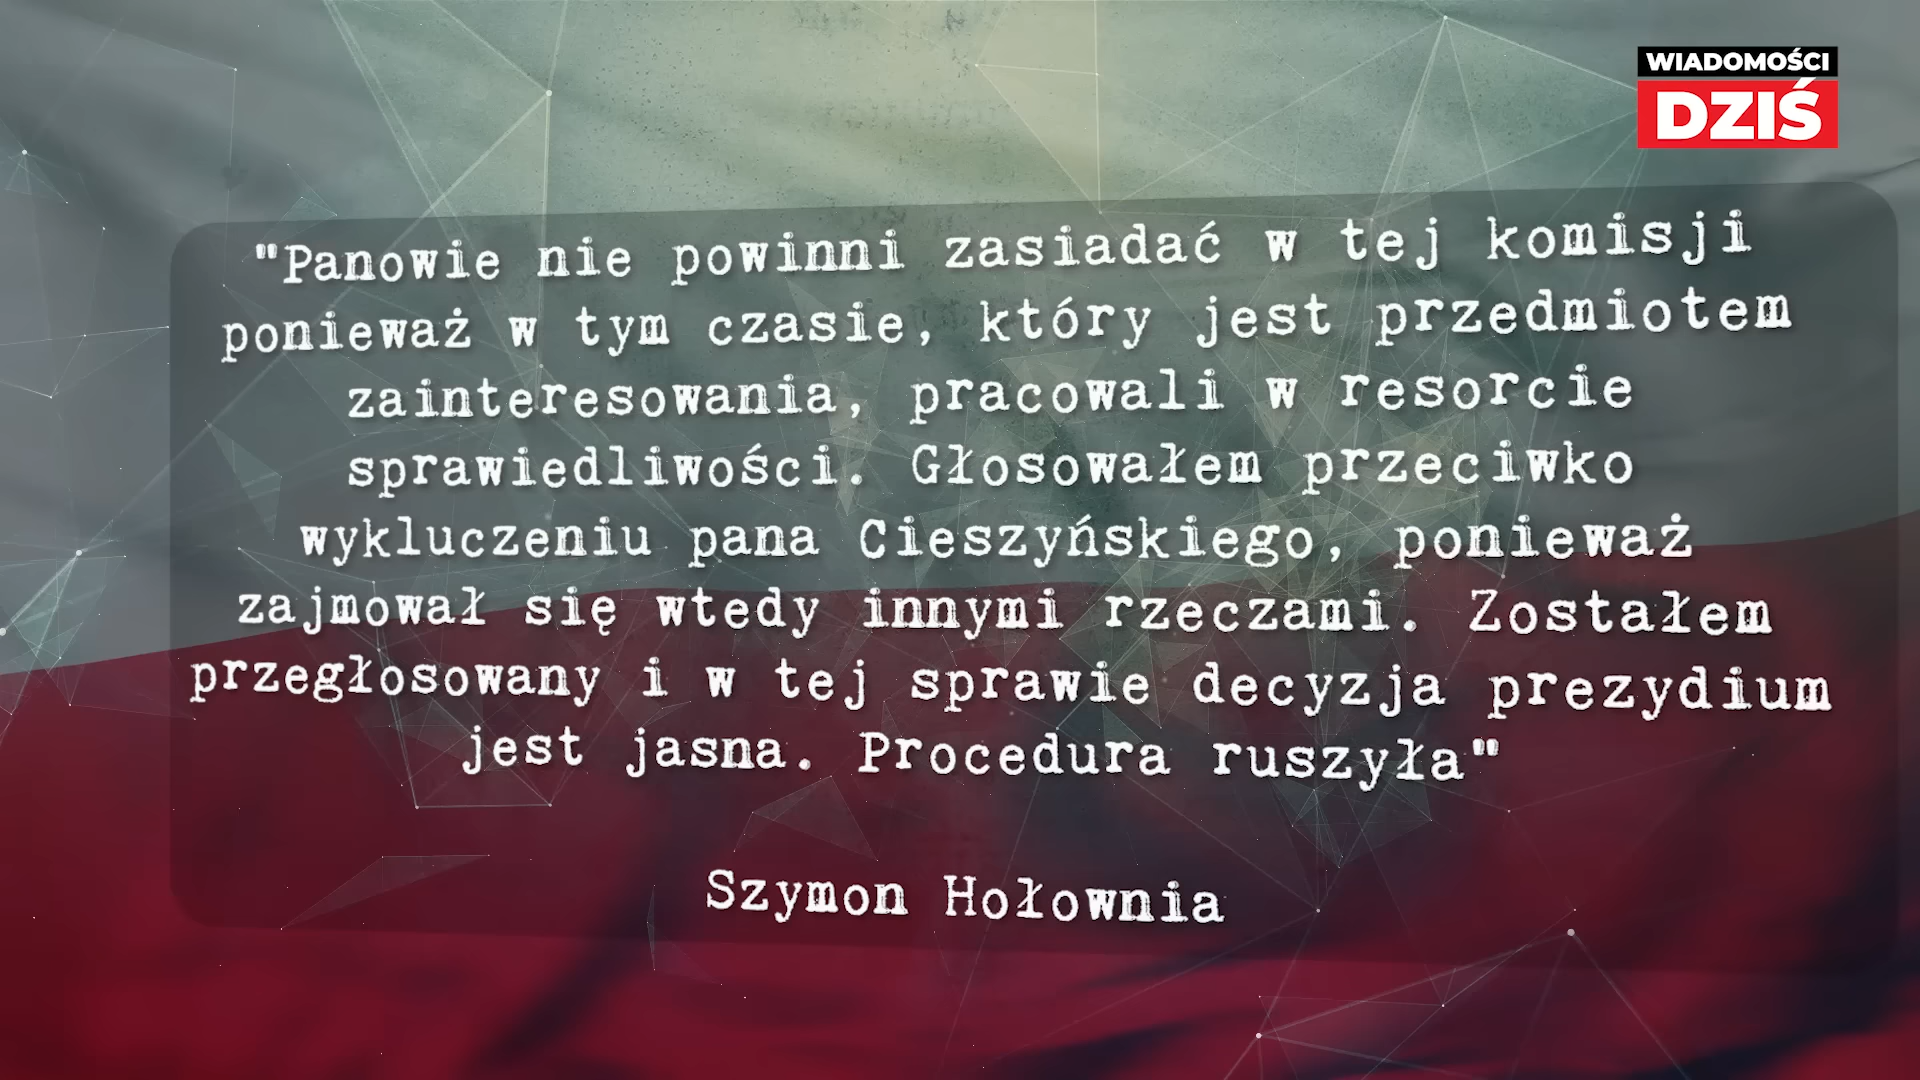 WIADOMOŚCI
DZIŚ
"Panowie nie powinni zasiadać w tej komisji
ponieważ w tym czasie, który jest przedmiotem
zainteresowania, pracowali w resorcie
sprawiedliwości. Głosowałem przeciwko
wykluczeniu pana Cieszyńskiego, ponieważ
zajmował się wtedy innymi rzeczami. Zostałem
przegłosowany i w tej sprawie decyzja prezydium
jest jasna. Procedura ruszyła"
Szymon Hołownia